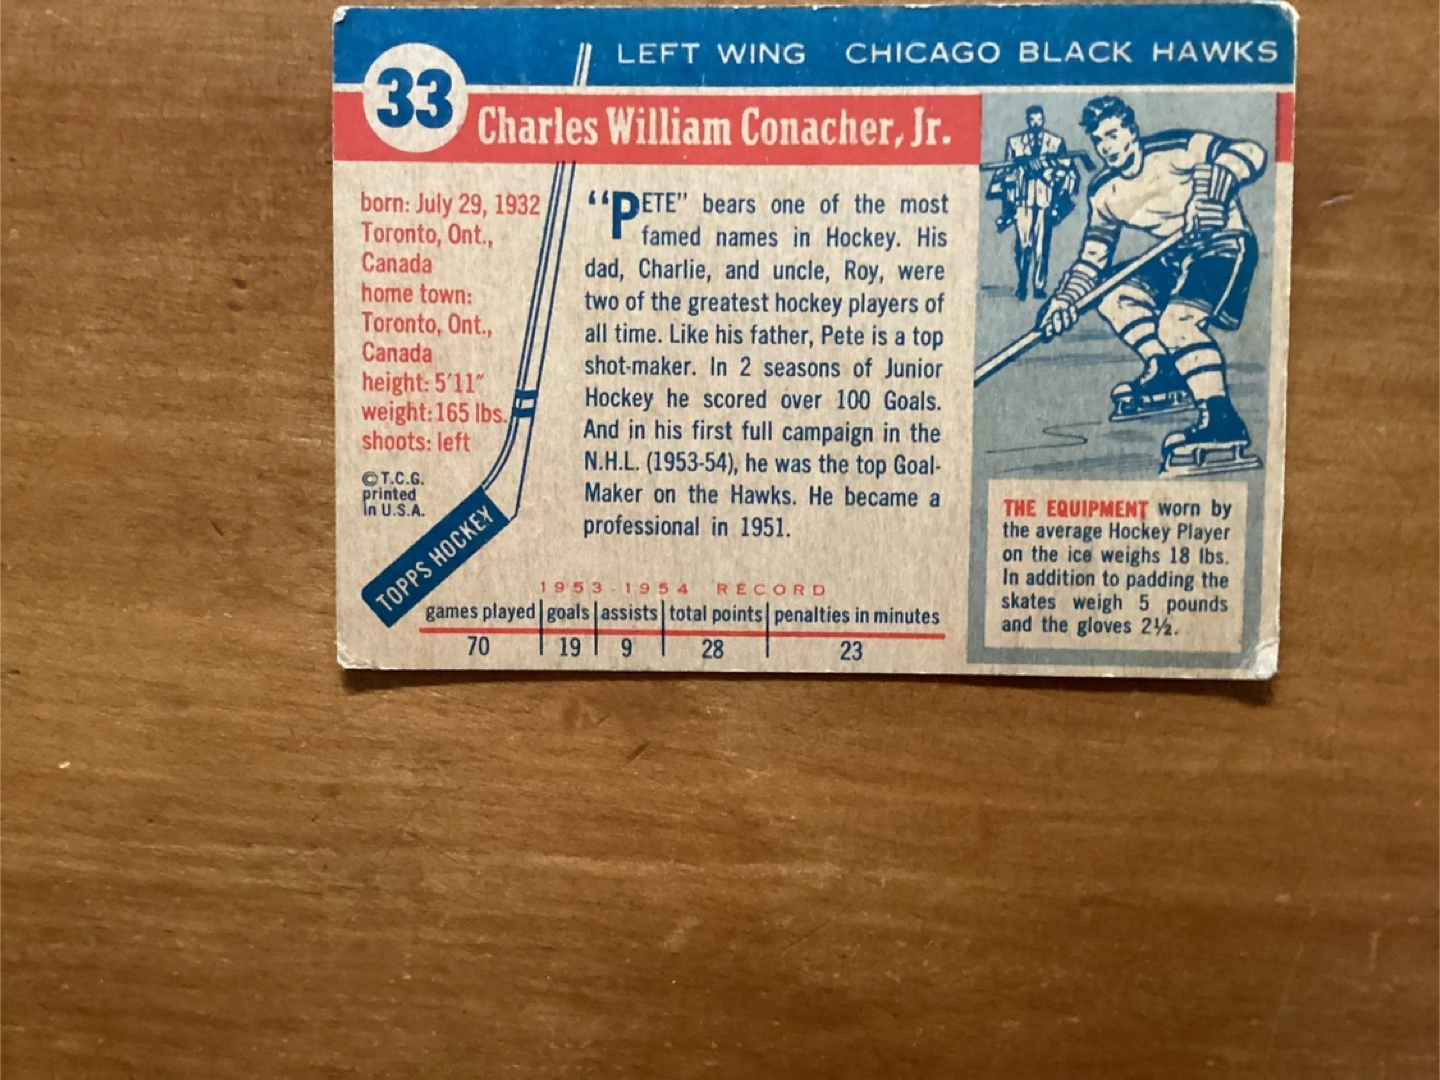 LEFT WING CHICAGO BLACK HAWKS
33
Charles William Conacher, Jr.
born: July 29, 1932
Toronto, Ont.,
Canada
home town:
Toronto, Ont.,
Canada
height: 5'11"
weight: 165 lbs.
shoots: left
©T.C.G.
printed
in U.S.A.
TOPPS HOCKEY
"PETE" bears one of the most
famed names in Hockey. His
dad, Charlie, and uncle, Roy, were
two of the greatest hockey players of
all time. Like his father, Pete is a top
shot-maker. In 2 seasons of Junior
Hockey he scored over 100 Goals.
And in his first full campaign in the
N.H.L. (1953-54), he was the top Goal-
Maker on the Hawks. He became a
professional in 1951.
1953-1954 RECORD
games played goals assists total points penalties in minutes
70 19 9 28 23
THE EQUIPMENT worn by
the average Hockey Player
on the ice weighs 18 lbs.
In addition to padding the
skates weigh 5 pounds
and the gloves 2½.